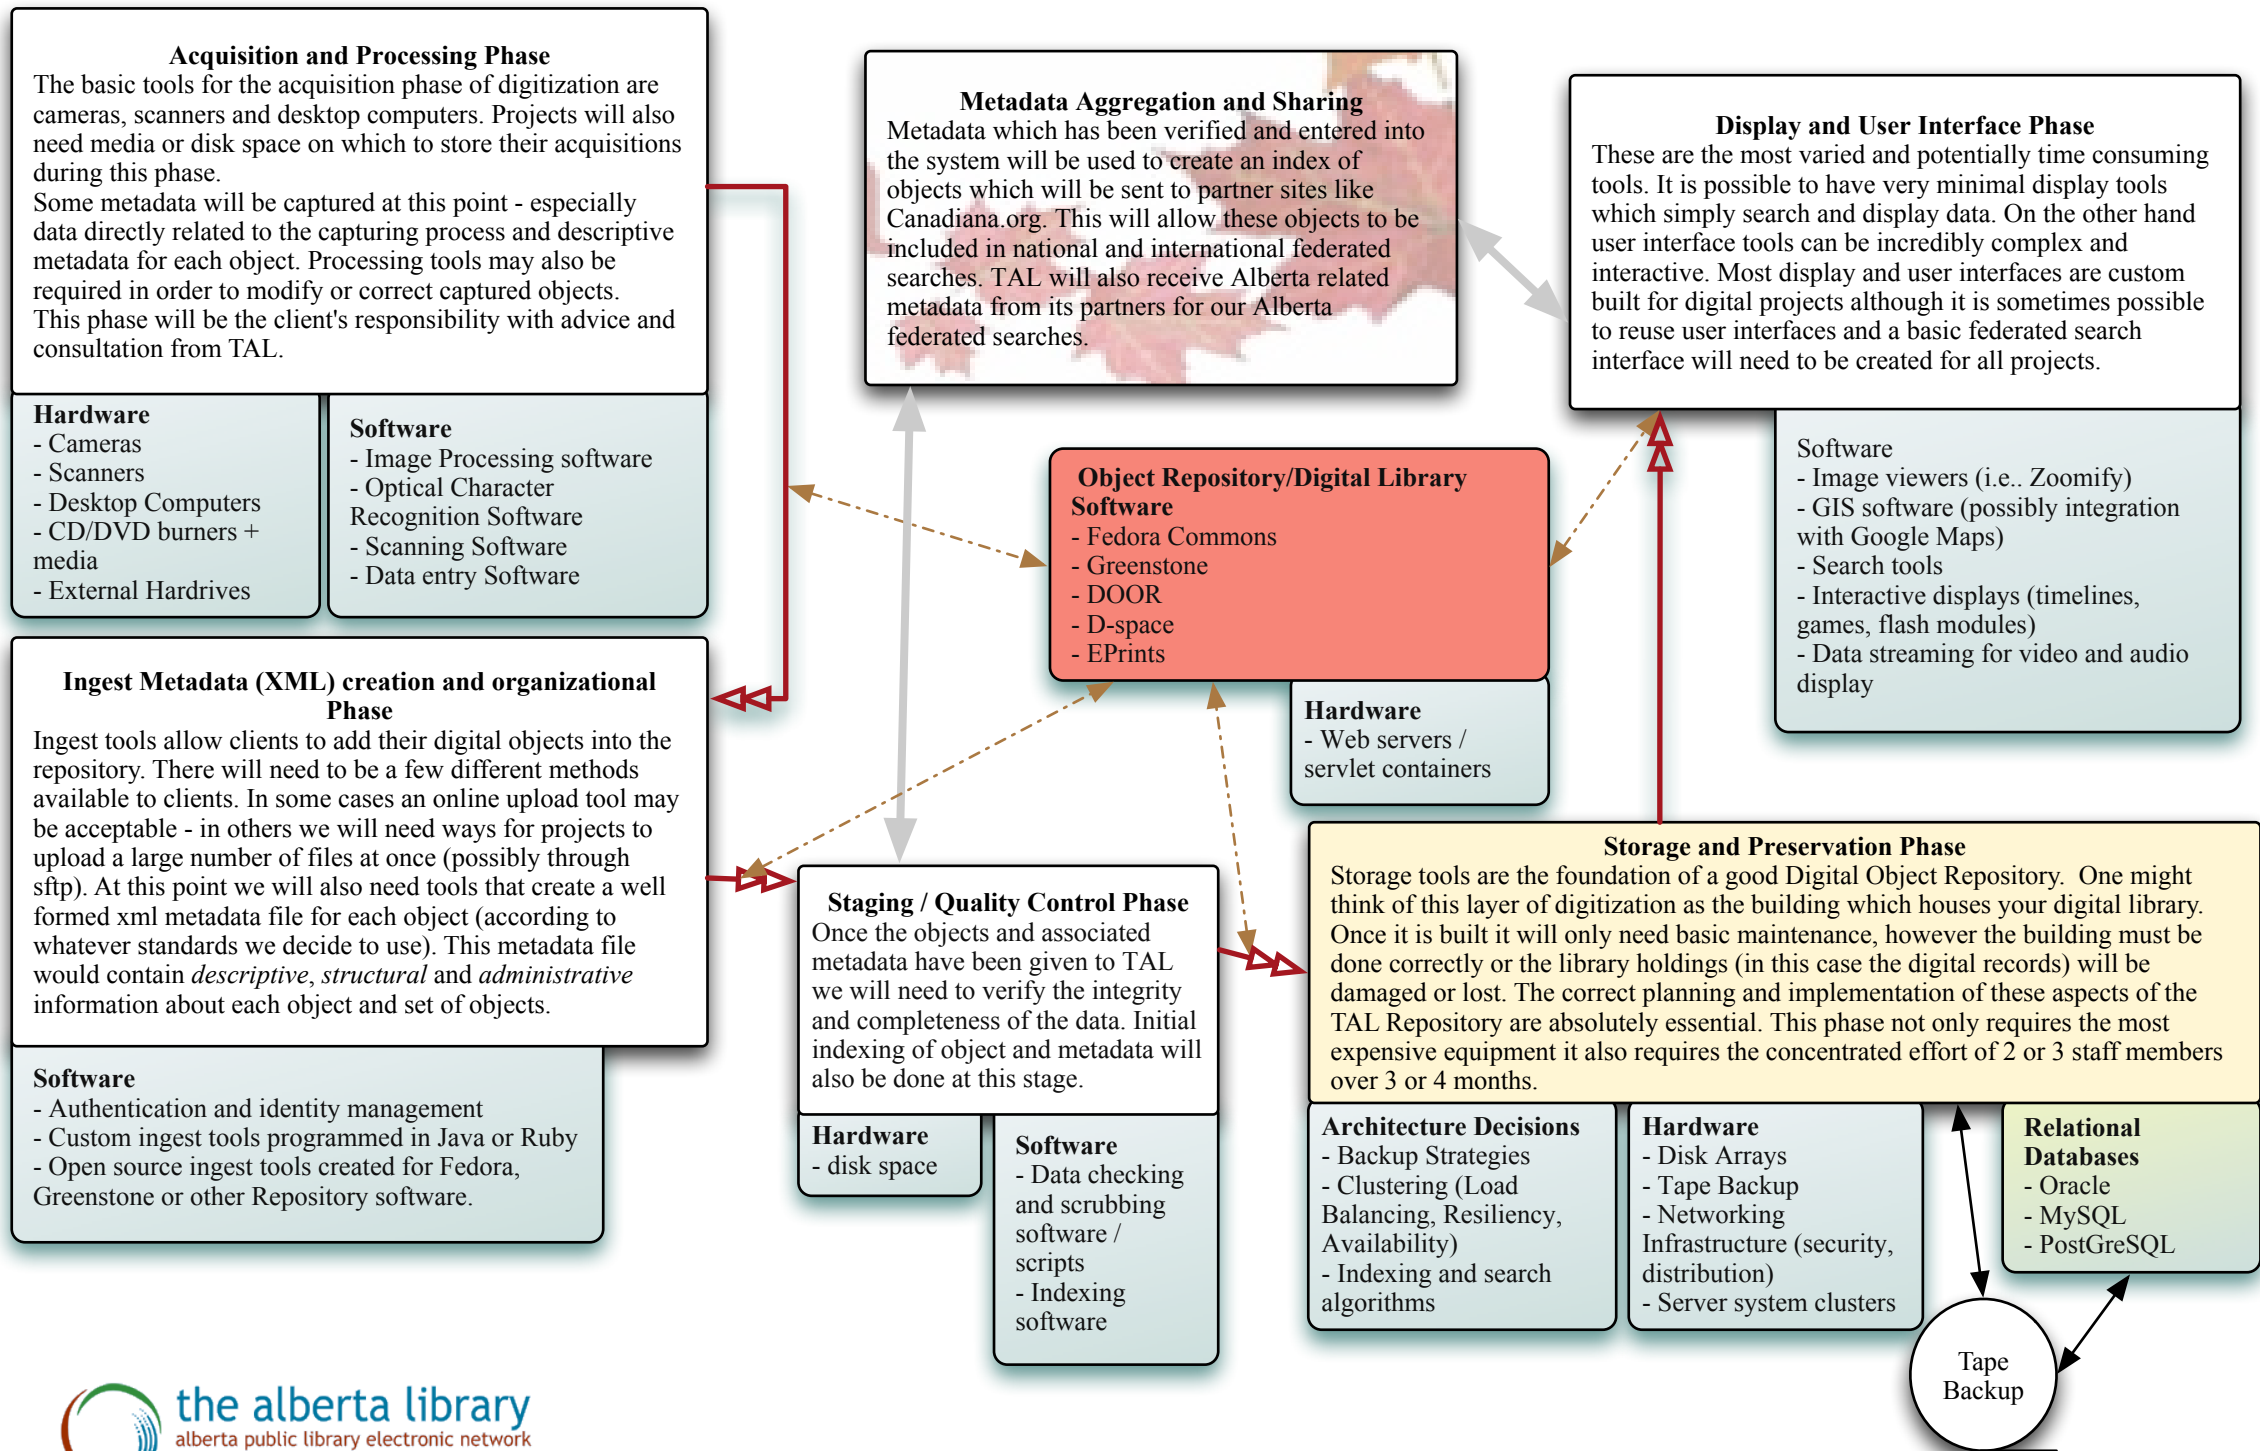 Acquisition and Processing Phase
The basic tools for the acquisition phase of digitization are
cameras, scanners and desktop computers. Projects will also
need media or disk space on which to store their acquisitions
during this phase.
Some metadata will be captured at this point - especially
data directly related to the capturing process and descriptive
metadata for each object. Processing tools may also be
required in order to modify or correct captured objects.
This phase will be the client's responsibility with advice and
consultation from TAL.
Hardware
- Cameras
- Scanners
- Desktop Computers
- CD/DVD burners +
media
- External Hardrives
Software
- Image Processing software
- Optical Character
Recognition Software
- Scanning Software
- Data entry Software
Metadata Aggregation and Sharing
Metadata which has been verified and entered into
the system will be used to create an index of
objects which will be sent to partner sites like
Canadiana.org. This will allow these objects to be
included in national and international federated
searches. TAL will also receive Alberta related
metadata from its partners for our Alberta
federated searches.
Display and User Interface Phase
These are the most varied and potentially time consuming
tools. It is possible to have very minimal display tools
which simply search and display data. On the other hand
user interface tools can be incredibly complex and
interactive. Most display and user interfaces are custom
built for digital projects although it is sometimes possible
to reuse user interfaces and a basic federated search
interface will need to be created for all projects.
Software
- Image viewers (i.e.. Zoomify)
- GIS software (possibly integration
with Google Maps)
- Search tools
- Interactive displays (timelines,
games, flash modules)
- Data streaming for video and audio
display
Object Repository/Digital Library
Software
- Fedora Commons
- Greenstone
- DOOR
- D-space
- EPrints
Hardware
- Web servers /
servlet containers
Ingest Metadata (XML) creation and organizational
Phase
Ingest tools allow clients to add their digital objects into the
repository. There will need to be a few different methods
available to clients. In some cases an online upload tool may
be acceptable - in others we will need ways for projects to
upload a large number of files at once (possibly through
sftp). At this point we will also need tools that create a well
formed xml metadata file for each object (according to
whatever standards we decide to use). This metadata file
would contain descriptive, structural and administrative
information about each object and set of objects.
Software
- Authentication and identity management
- Custom ingest tools programmed in Java or Ruby
- Open source ingest tools created for Fedora,
Greenstone or other Repository software.
Staging / Quality Control Phase
Once the objects and associated
metadata have been given to TAL
we will need to verify the integrity
and completeness of the data. Initial
indexing of object and metadata will
also be done at this stage.
Hardware
- disk space
Software
- Data checking
and scrubbing
software /
scripts
- Indexing
software
Storage and Preservation Phase
Storage tools are the foundation of a good Digital Object Repository.  One might
think of this layer of digitization as the building which houses your digital library.
Once it is built it will only need basic maintenance, however the building must be
done correctly or the library holdings (in this case the digital records) will be
damaged or lost. The correct planning and implementation of these aspects of the
TAL Repository are absolutely essential. This phase not only requires the most
expensive equipment it also requires the concentrated effort of 2 or 3 staff members
over 3 or 4 months.
Architecture Decisions
- Backup Strategies
- Clustering (Load
Balancing, Resiliency,
Availability)
- Indexing and search
algorithms
Hardware
- Disk Arrays
- Tape Backup
- Networking
Infrastructure (security,
distribution)
- Server system clusters
Relational
Databases
- Oracle
- MySQL
- PostGreSQL
Tape
Backup
the alberta library
alberta public library electronic network